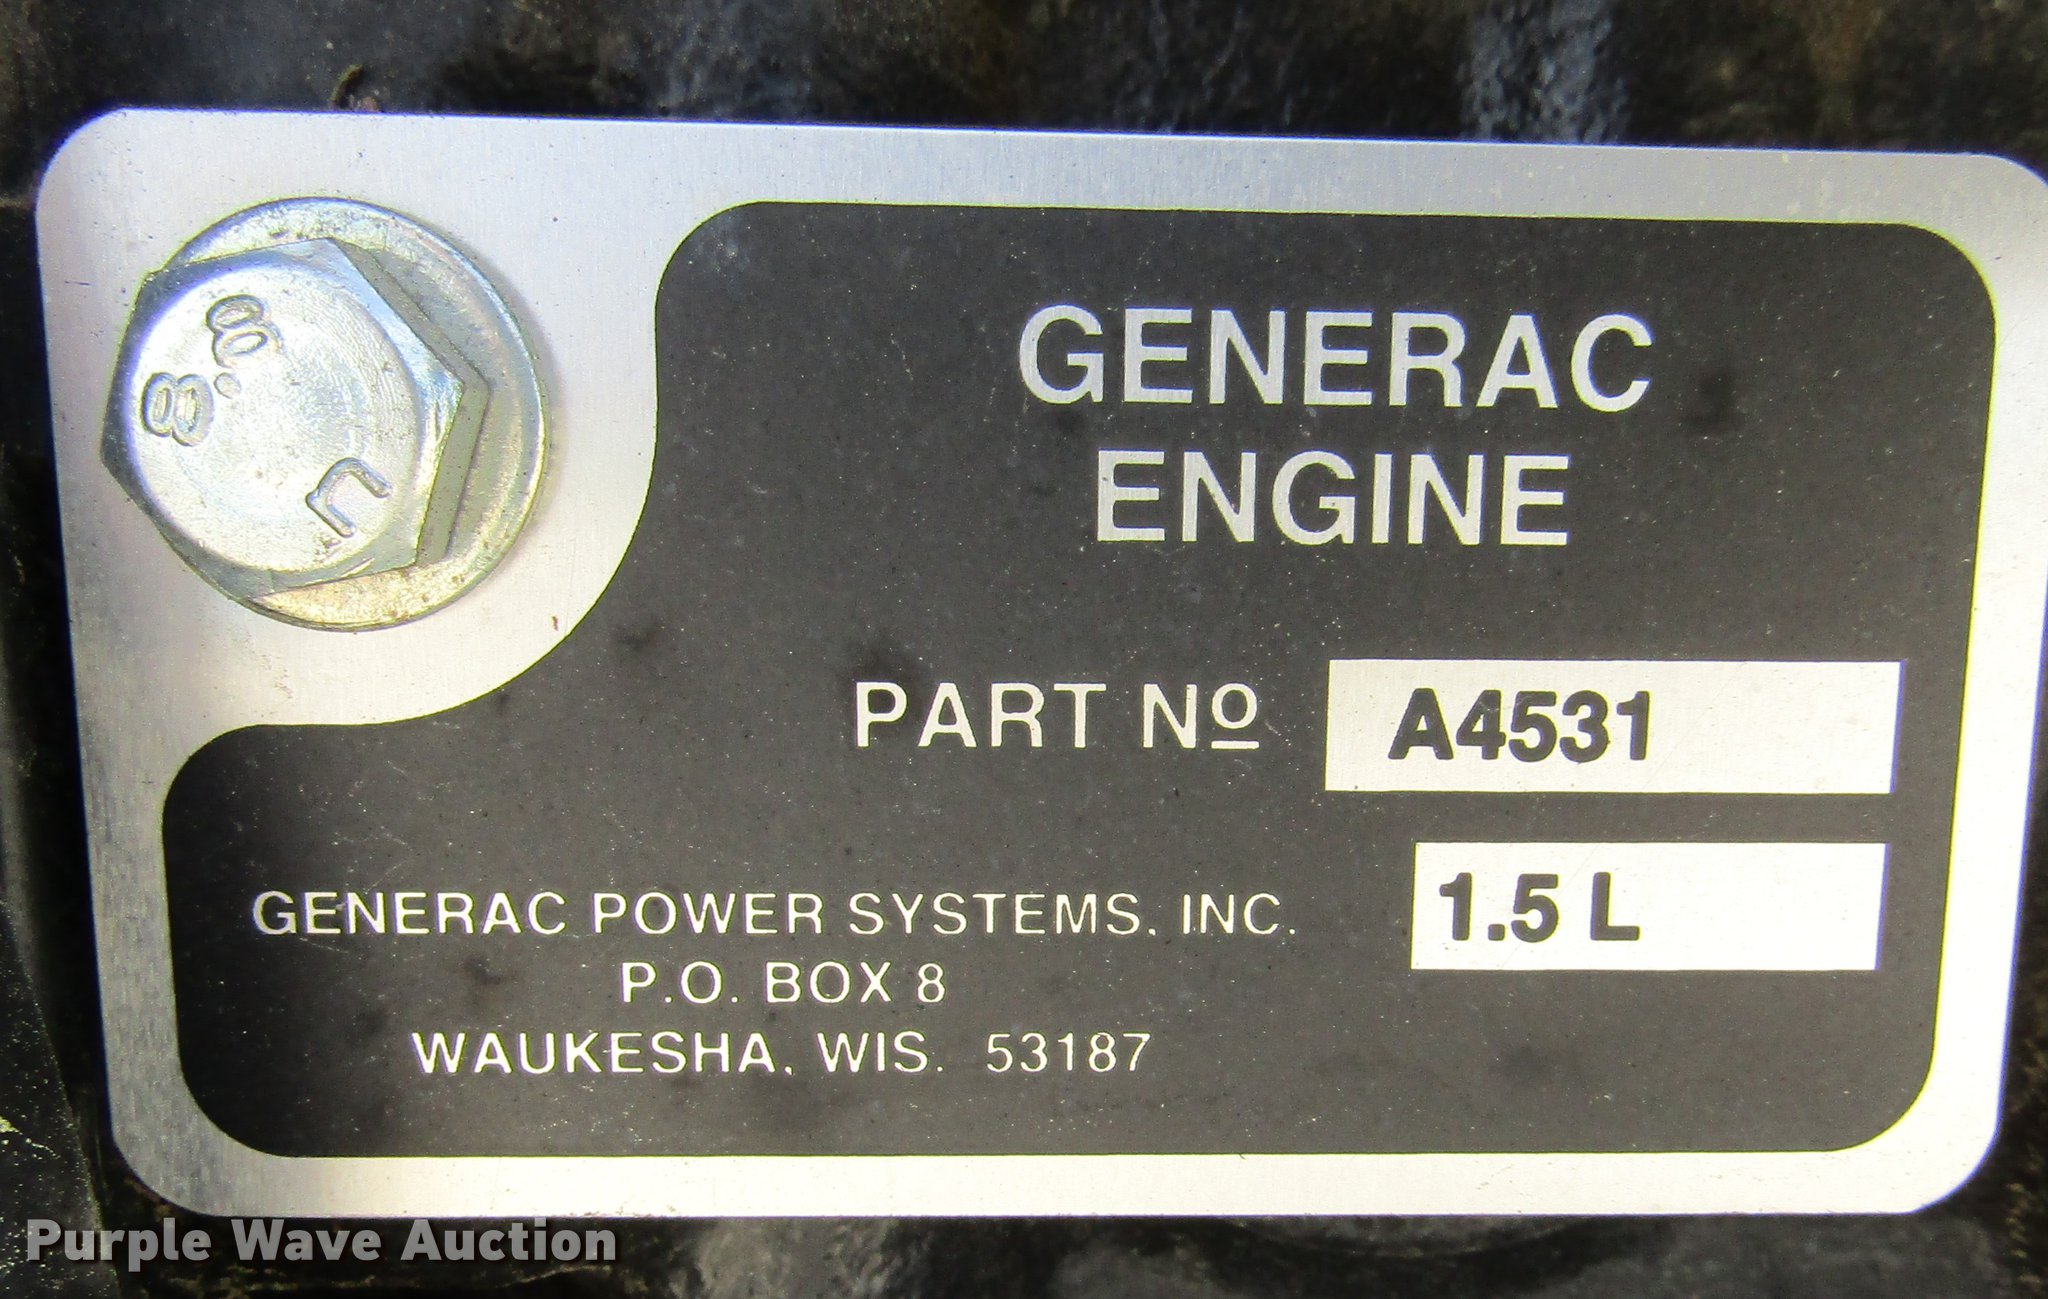 8.8
C
GENERAC
ENGINE
PART Nº A4531
1.5 L
GENERAC POWER SYSTEMS, INC.
P.O. BOX 8
WAUKESHA, WIS. 53187
Purple Wave Auction